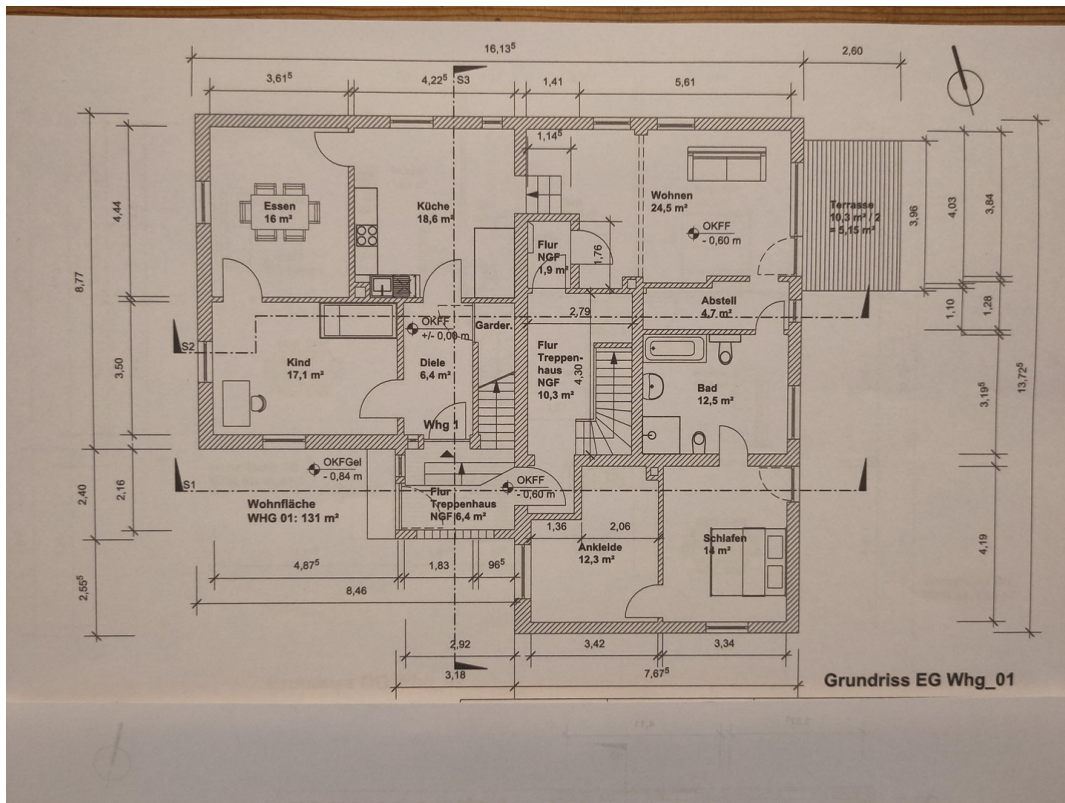 16,13⁵
2,60
3,61⁵
4,22⁵
S3
1,41
5,61
1,14⁵
Essen
16 m²
Küche
18,6 m²
Wohnen
24,5 m²
OKFF
- 0,60 m
Terrasse
10,3 m² / 2
= 5,15 m²
Flur
NGF
1,9 m²
1,76
4,44
8,77
3,96
4,03
3,84
1,10
1,28
2,79
Abstell
4,7 m²
OKFF
+/- 0,00 m
Garder.
S2
Kind
17,1 m²
Diele
6,4 m²
Flur
Treppen-
haus
NGF
10,3 m²
4,30
Bad
12,5 m²
3,50
3,19⁵
13,72⁵
Whg 1
OKFGel
- 0,84 m
S1
OKFF
- 0,60 m
2,40
2,16
Wohnfläche
WHG 01: 131 m²
Flur
Treppenhaus
NGF 6,4 m²
1,36
2,06
Ankleide
12,3 m²
Schlafen
14 m²
4,19
4,87⁵
1,83
96⁵
8,46
2,55⁵
2,92
3,42
3,34
3,18
7,67⁵
Grundriss EG Whg_01